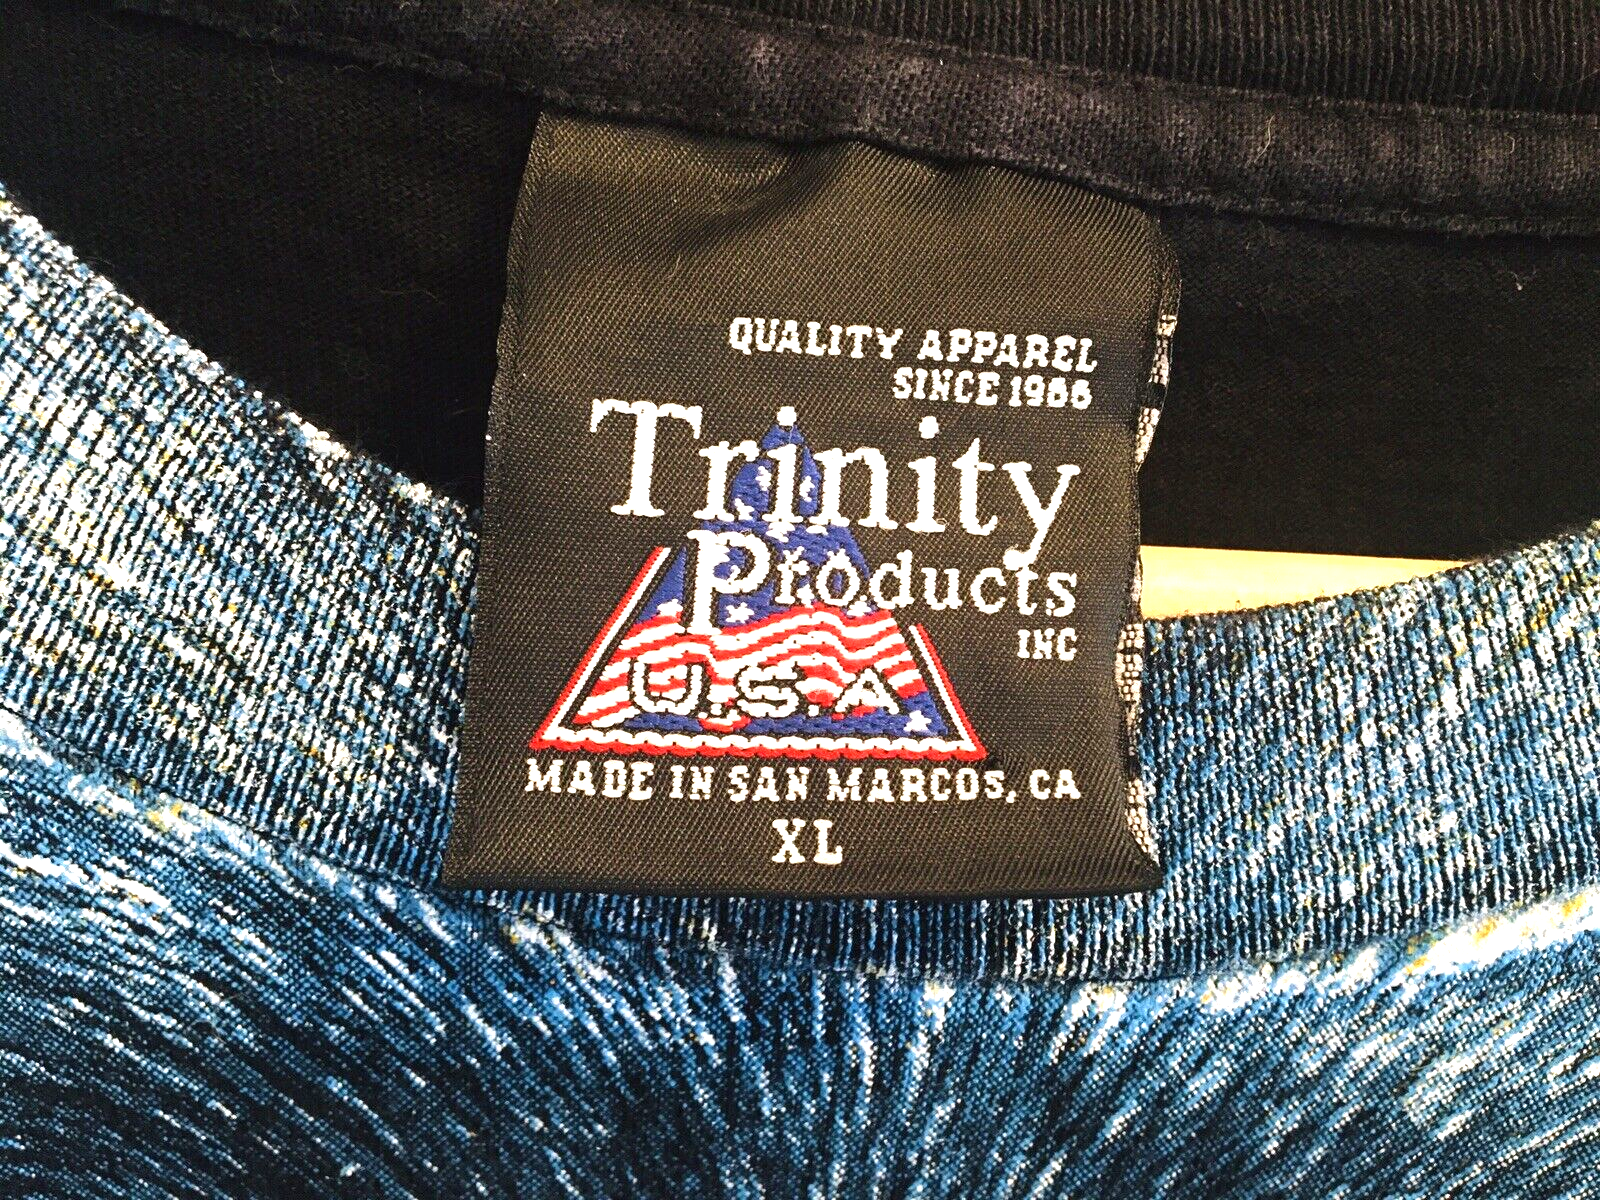 QUALITY APPAREL
SINCE 1986
Trinity
Products
INC
U.S.A
MADE IN SAN MARCOS, CA
XL